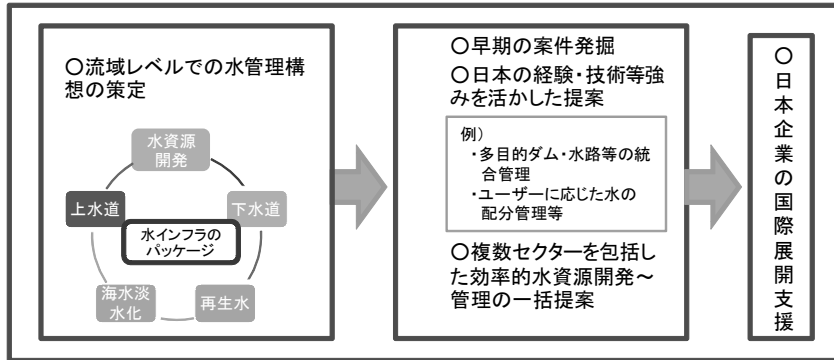 ○流域レベルでの水管理構
想の策定
水資源
開発
上水道
下水道
水インフラの
パッケージ
海水淡
水化
再生水
○早期の案件発掘
○日本の経験・技術等強
みを活かした提案
例）
・多目的ダム・水路等の統
合管理
・ユーザーに応じた水の
配分管理等
○複数セクターを包括し
た効率的水資源開発～
管理の一括提案
○日本企業の国際展開支援